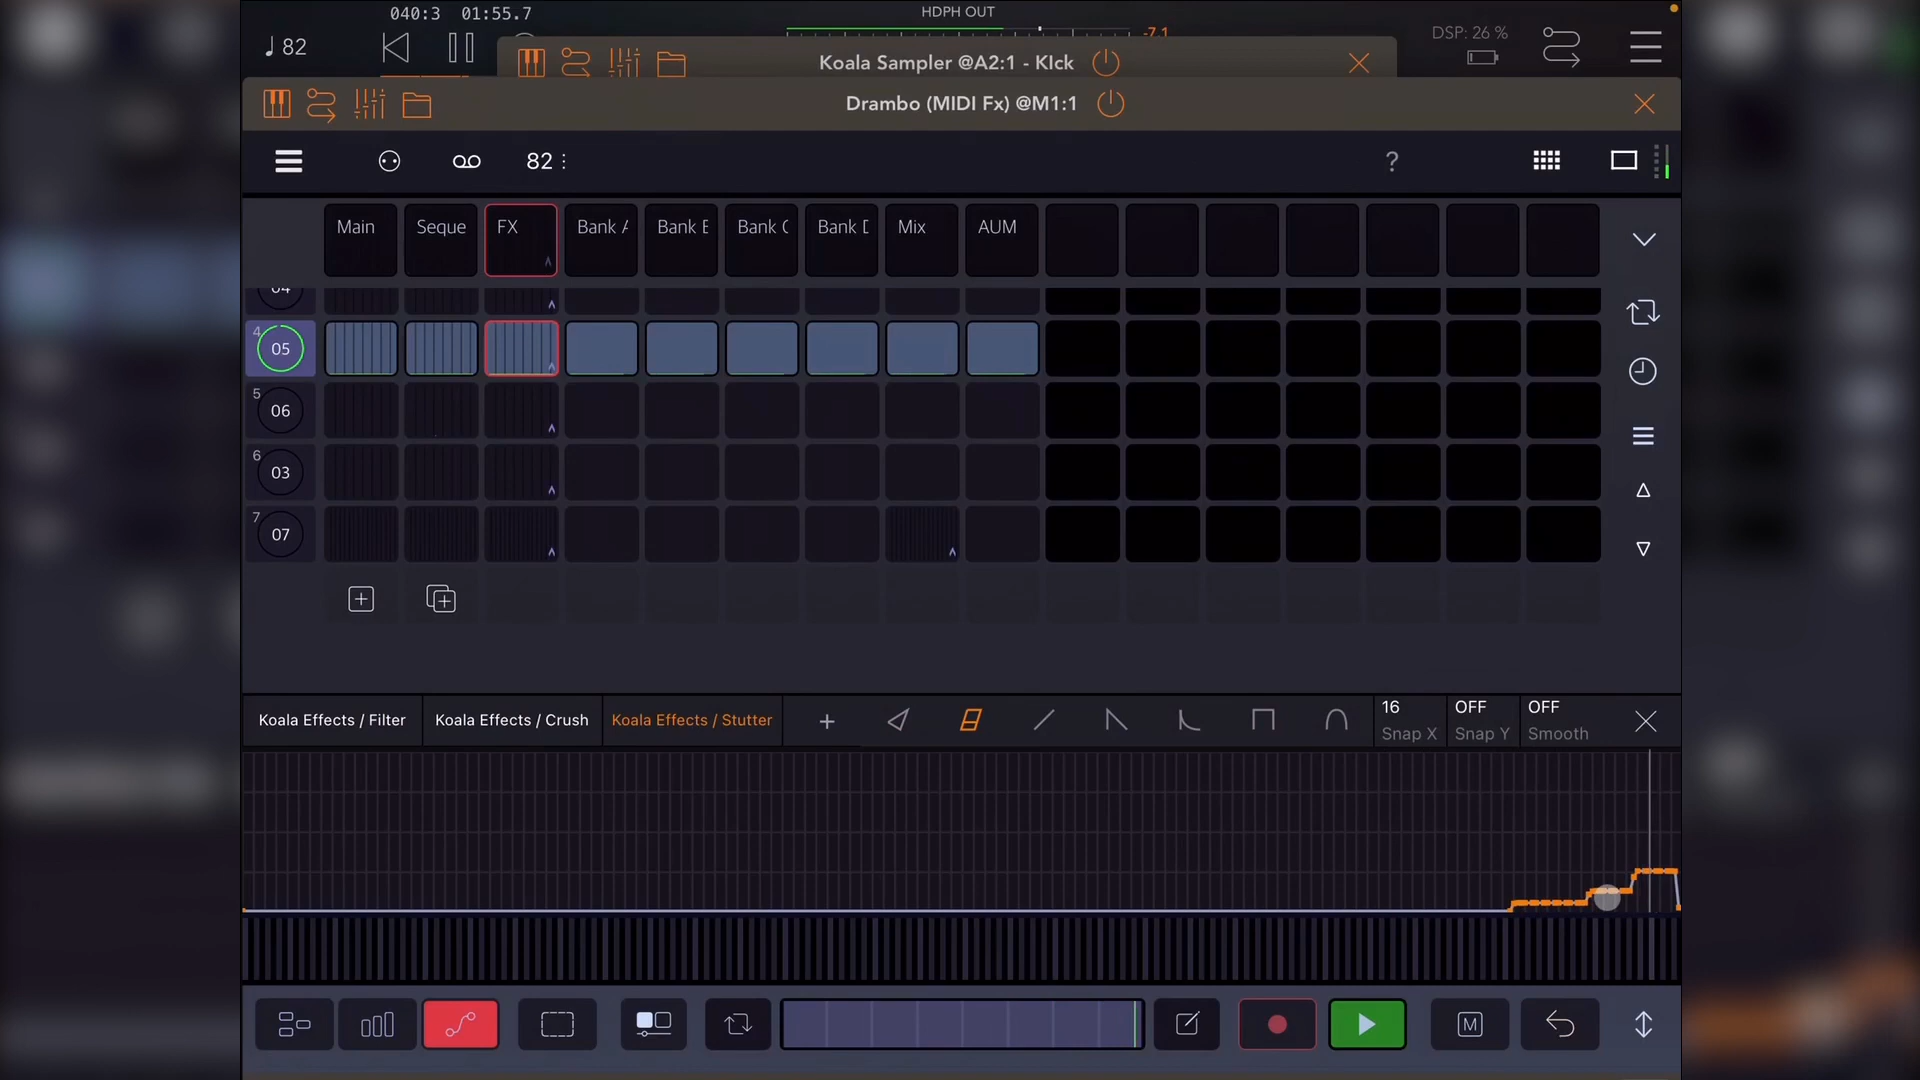 040:3 01:55.7
HDPH OUT
♩82
-7.1
DSP: 26 %
Koala Sampler @A2:1 - KIck
Drambo (MIDI Fx) @M1:1
82
?
Main Seque FX Bank A Bank Bank C Bank Mix AUM
04
4 05
5 06
6 03
7 07
Koala Effects / Filter Koala Effects / Crush Koala Effects / Stutter
16 OFF OFF
Snap X Snap Y Smooth
M